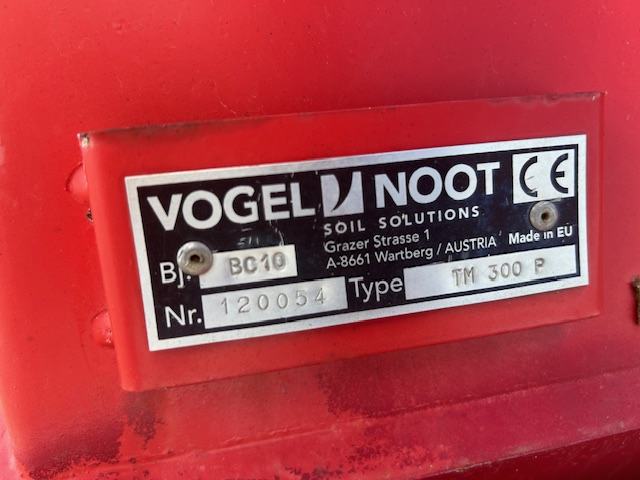 VOGEL NOOT CE
SOIL SOLUTIONS
Grazer Strasse 1
A-8661 Wartberg / AUSTRIA Made in EU
Bj. BC10
Nr. 120054 Type TM 300 P